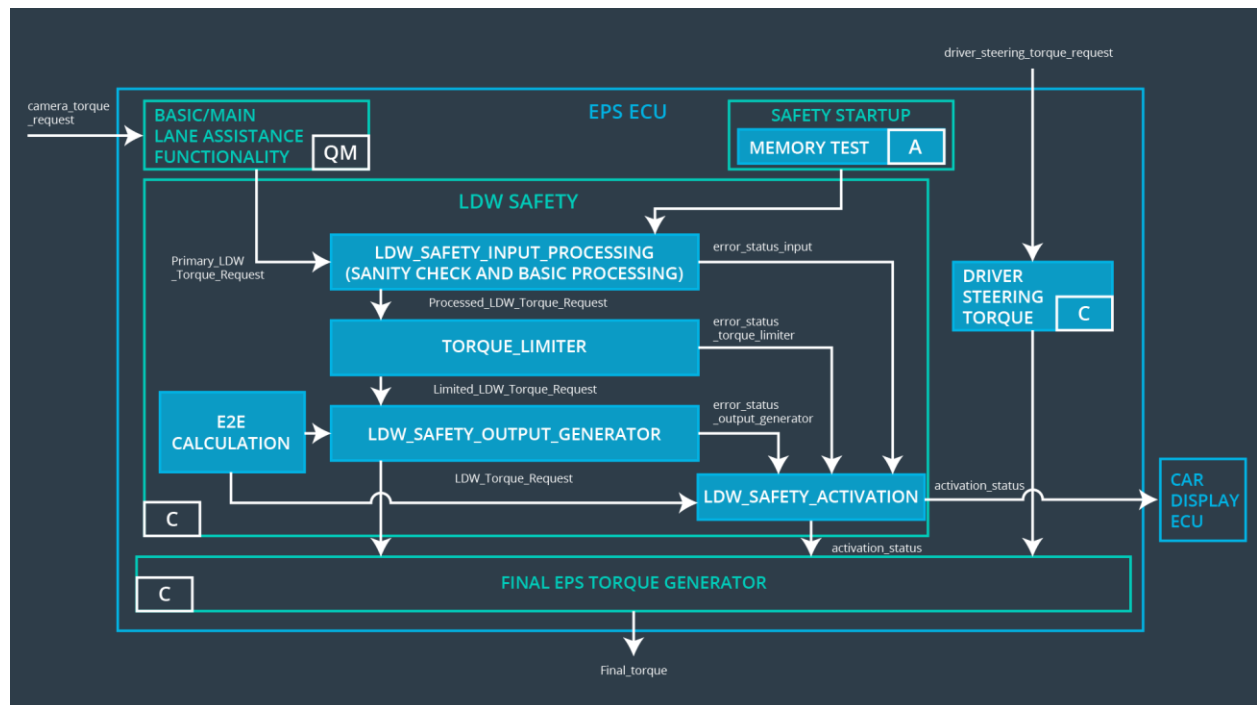 driver_steering_torque_request
camera_torque
_request
EPS ECU
BASIC/MAIN
LANE ASSISTANCE
FUNCTIONALITY
QM
SAFETY STARTUP
MEMORY TEST
A
LDW SAFETY
Primary_LDW
_Torque_Request
LDW_SAFETY_INPUT_PROCESSING
(SANITY CHECK AND BASIC PROCESSING)
error_status_input
DRIVER
STEERING
TORQUE
C
Processed_LDW_Torque_Request
TORQUE_LIMITER
error_status
_torque_limiter
Limited_LDW_Torque_Request
E2E
CALCULATION
LDW_SAFETY_OUTPUT_GENERATOR
error_status
_output_generator
LDW_Torque_Request
LDW_SAFETY_ACTIVATION
activation_status
CAR
DISPLAY
ECU
C
activation_status
FINAL EPS TORQUE GENERATOR
C
Final_torque